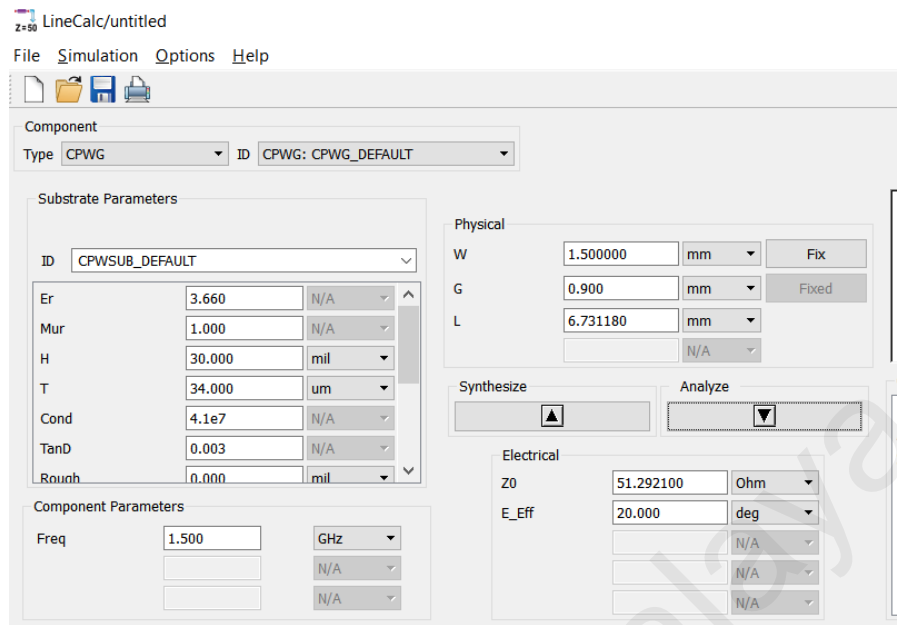 Z=50 LineCalc/untitled
File Simulation Options Help
Component
Type CPWG ID CPWG: CPWG_DEFAULT
Substrate Parameters
ID CPWSUB_DEFAULT
Er 3.660 N/A
Mur 1.000 N/A
H 30.000 mil
T 34.000 um
Cond 4.1e7 N/A
TanD 0.003 N/A
Rough 0.000 mil
Component Parameters
Freq 1.500 GHz
N/A
N/A
Physical
W 1.500000 mm Fix
G 0.900 mm Fixed
L 6.731180 mm
N/A
Synthesize Analyze
Electrical
Z0 51.292100 Ohm
E_Eff 20.000 deg
N/A
N/A
N/A